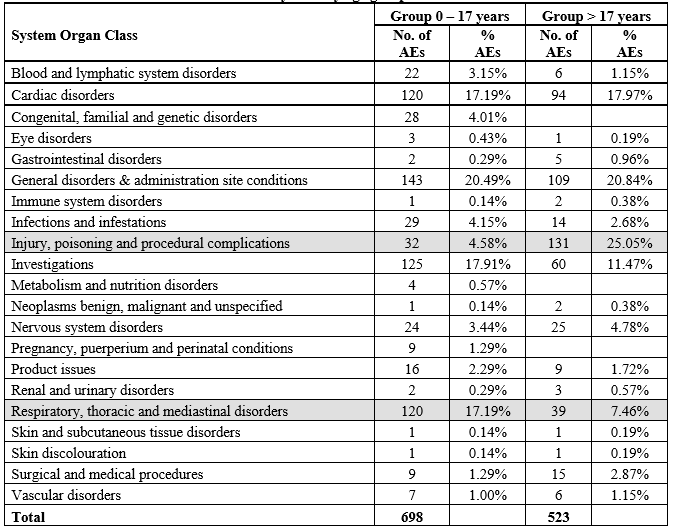 Group 0 – 17 years Group > 17 years
System Organ Class No. of AEs % AEs No. of AEs % AEs
Blood and lymphatic system disorders 22 3.15% 6 1.15%
Cardiac disorders 120 17.19% 94 17.97%
Congenital, familial and genetic disorders 28 4.01%
Eye disorders 3 0.43% 1 0.19%
Gastrointestinal disorders 2 0.29% 5 0.96%
General disorders & administration site conditions 143 20.49% 109 20.84%
Immune system disorders 1 0.14% 2 0.38%
Infections and infestations 29 4.15% 14 2.68%
Injury, poisoning and procedural complications 32 4.58% 131 25.05%
Investigations 125 17.91% 60 11.47%
Metabolism and nutrition disorders 4 0.57%
Neoplasms benign, malignant and unspecified 1 0.14% 2 0.38%
Nervous system disorders 24 3.44% 25 4.78%
Pregnancy, puerperium and perinatal conditions 9 1.29%
Product issues 16 2.29% 9 1.72%
Renal and urinary disorders 2 0.29% 3 0.57%
Respiratory, thoracic and mediastinal disorders 120 17.19% 39 7.46%
Skin and subcutaneous tissue disorders 1 0.14% 1 0.19%
Skin discolouration 1 0.14% 1 0.19%
Surgical and medical procedures 9 1.29% 15 2.87%
Vascular disorders 7 1.00% 6 1.15%
Total 698 523